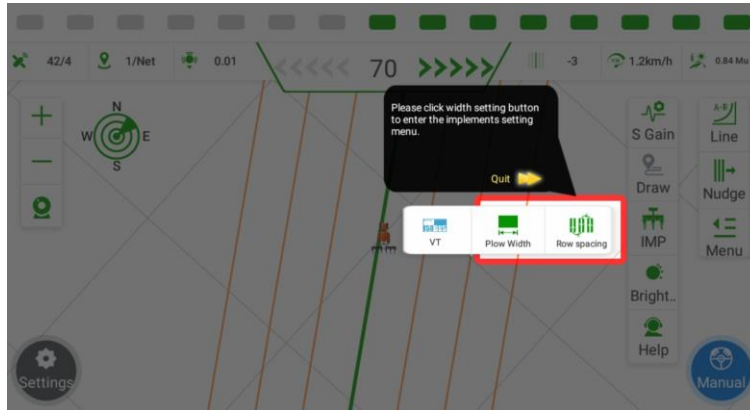 42/4
1/Net
0.01
70
-3
1.2km/h
0.84 Mu
N
W
E
S
Please click width setting button
to enter the implements setting
menu.
Quit
S Gain
A-B
Line
Draw
Nudge
ISO
VT
Plow Width
Row spacing
IMP
Menu
Bright..
Help
Settings
Manual